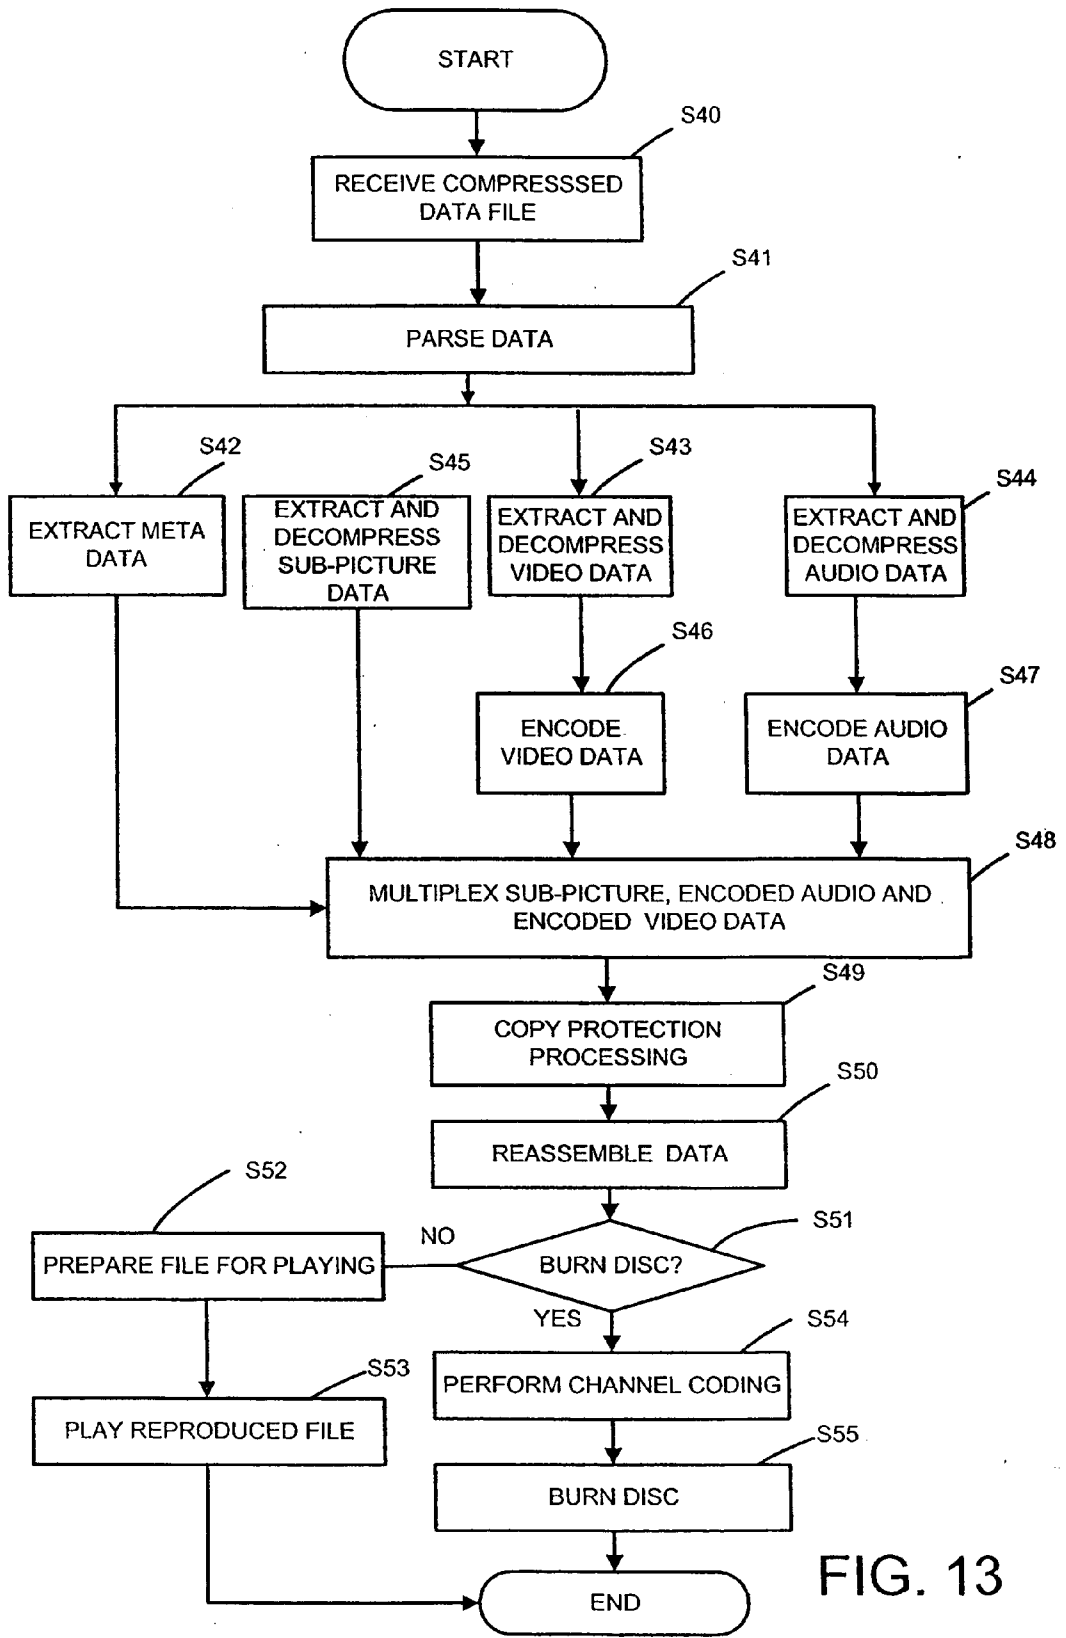 START
S40
RECEIVE COMPRESSSED
DATA FILE
S41
PARSE DATA
S42
EXTRACT META
DATA
S45
EXTRACT AND
DECOMPRESS
SUB-PICTURE
DATA
S43
EXTRACT AND
DECOMPRESS
VIDEO DATA
S44
EXTRACT AND
DECOMPRESS
AUDIO DATA
S46
ENCODE
VIDEO DATA
S47
ENCODE AUDIO
DATA
S48
MULTIPLEX SUB-PICTURE, ENCODED AUDIO AND
ENCODED VIDEO DATA
S49
COPY PROTECTION
PROCESSING
S50
REASSEMBLE DATA
S51
BURN DISC?
NO
S52
PREPARE FILE FOR PLAYING
YES
S53
PLAY REPRODUCED FILE
S54
PERFORM CHANNEL CODING
S55
BURN DISC
END
FIG. 13